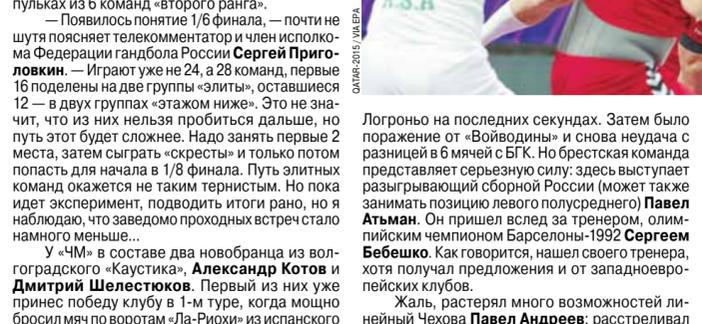 пульках из 6 команд «второго ранга».
— Появилось понятие 1/6 финала, — почти не
шутя поясняет телекомментатор и член исполко-
ма Федерации гандбола России Сергей Приго-
ловкин. — Играют уже не 24, а 28 команд, первые
16 поделены на две группы «элиты», оставшиеся
12 — в двух группах «этажом ниже». Это не зна-
чит, что из них нельзя пробиться дальше, но
путь этот будет сложнее. Надо занять первые 2
места, затем сыграть «скресты» и только потом
попасть для начала в 1/8 финала. Путь элитных
команд окажется не таким тернистым. Но пока
идет эксперимент, подводить итоги рано, но я
наблюдаю, что заведомо проходных встреч стало
намного меньше...
У «ЧМ» в составе два новобранца из вол-
гоградского «Каустика», Александр Котов и
Дмитрий Шелестюков. Первый из них уже
принес победу клубу в 1-м туре, когда мощно
бросил мяч по воротам «Ла-Риохи» из испанского
QATAR-2015 / VIA EPA
Логроньо на последних секундах. Затем было
поражение от «Войводины» и снова неудача с
разницей в 6 мячей с БГК. Но брестская команда
представляет серьезную силу: здесь выступает
разыгрывающий сборной России (может также
занимать позицию левого полусреднего) Павел
Атьман. Он пришел вслед за тренером, олим-
пийским чемпионом Барселоны-1992 Сергеем
Бебешко. Как говорится, нашел своего тренера,
хотя получал предложения и от западноевро-
пейских клубов.
Жаль, растерял много возможностей ли-
нейный Чехова Павел Андреев: расстреливал